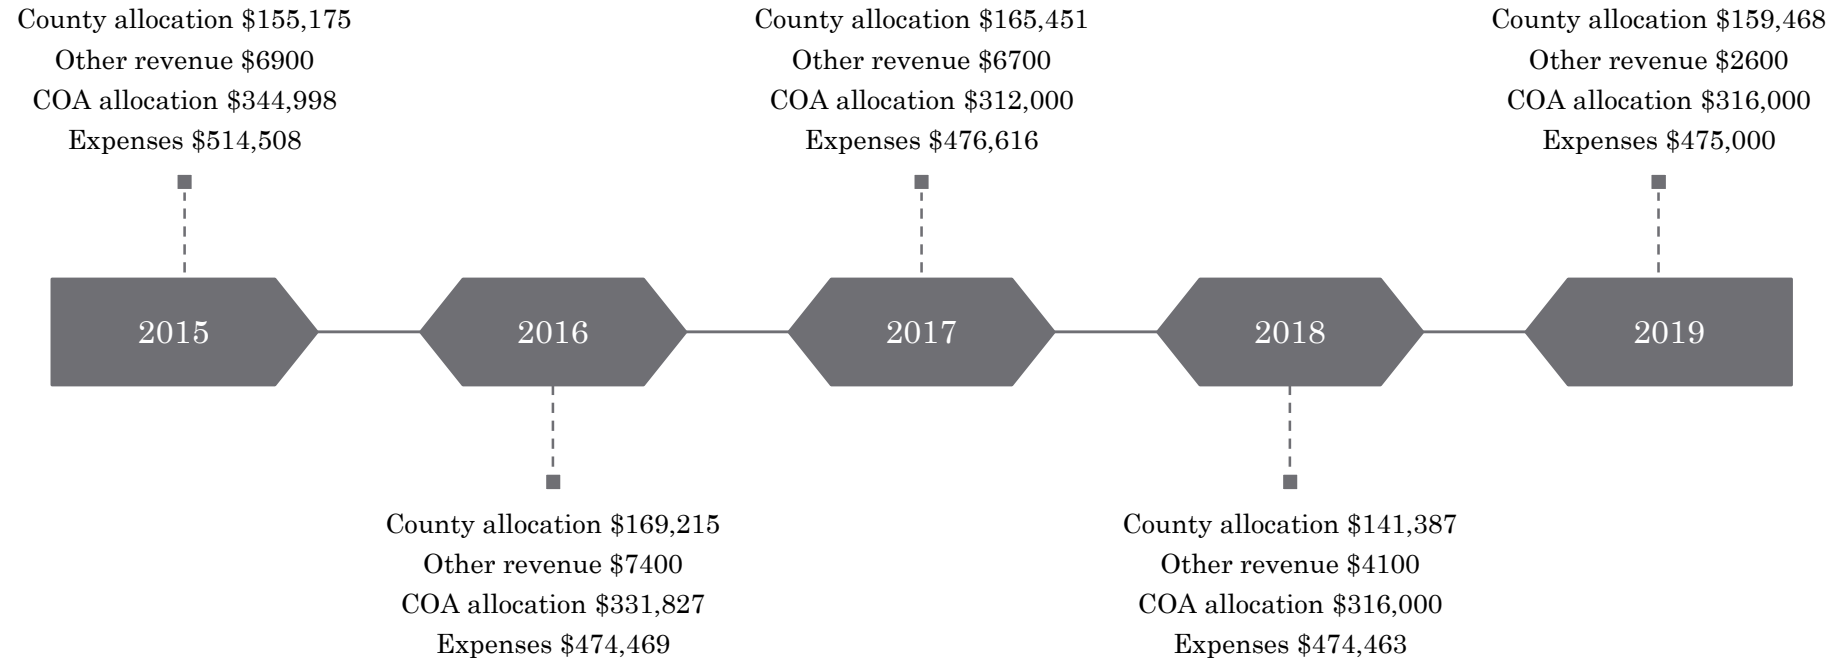 County allocation $155,175
Other revenue $6900
COA allocation $344,998
Expenses $514,508
County allocation $165,451
Other revenue $6700
COA allocation $312,000
Expenses $476,616
County allocation $159,468
Other revenue $2600
COA allocation $316,000
Expenses $475,000
2015
2016
2017
2018
2019
County allocation $169,215
Other revenue $7400
COA allocation $331,827
Expenses $474,469
County allocation $141,387
Other revenue $4100
COA allocation $316,000
Expenses $474,463